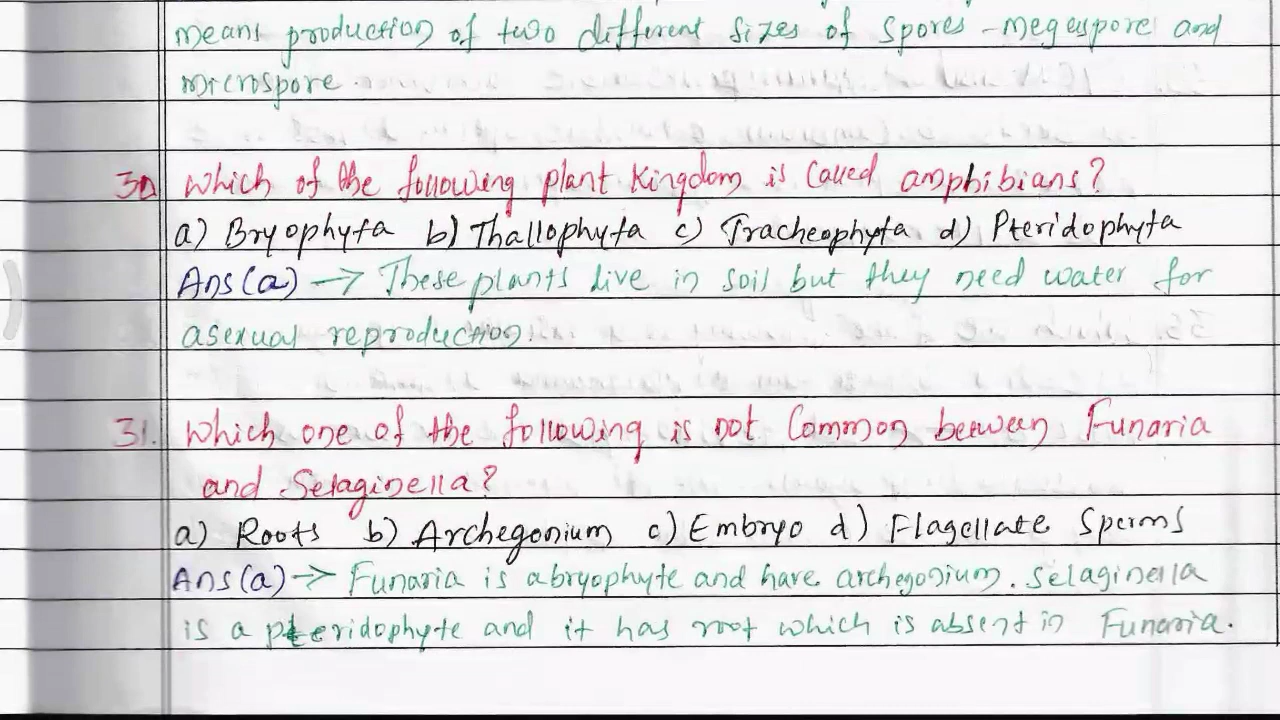 means production of two different sizes of spores - megaspore and
microspore.
30. Which of the following plant Kingdom is Called amphibians?
a) Bryophyta b) Thallophyta c) Tracheophyta d) Pteridophyta
Ans(a) → These plants live in soil but they need water for
asexual reproduction.
31. Which one of the following is not Common between Funaria
and Selaginella?
a) Roots b) Archegonium c) Embryo d) Flagellate Sperms
Ans(a) → Funaria is a bryophyte and have archegonium. Selaginella
is a pteridophyte and it has root which is absent in Funaria.